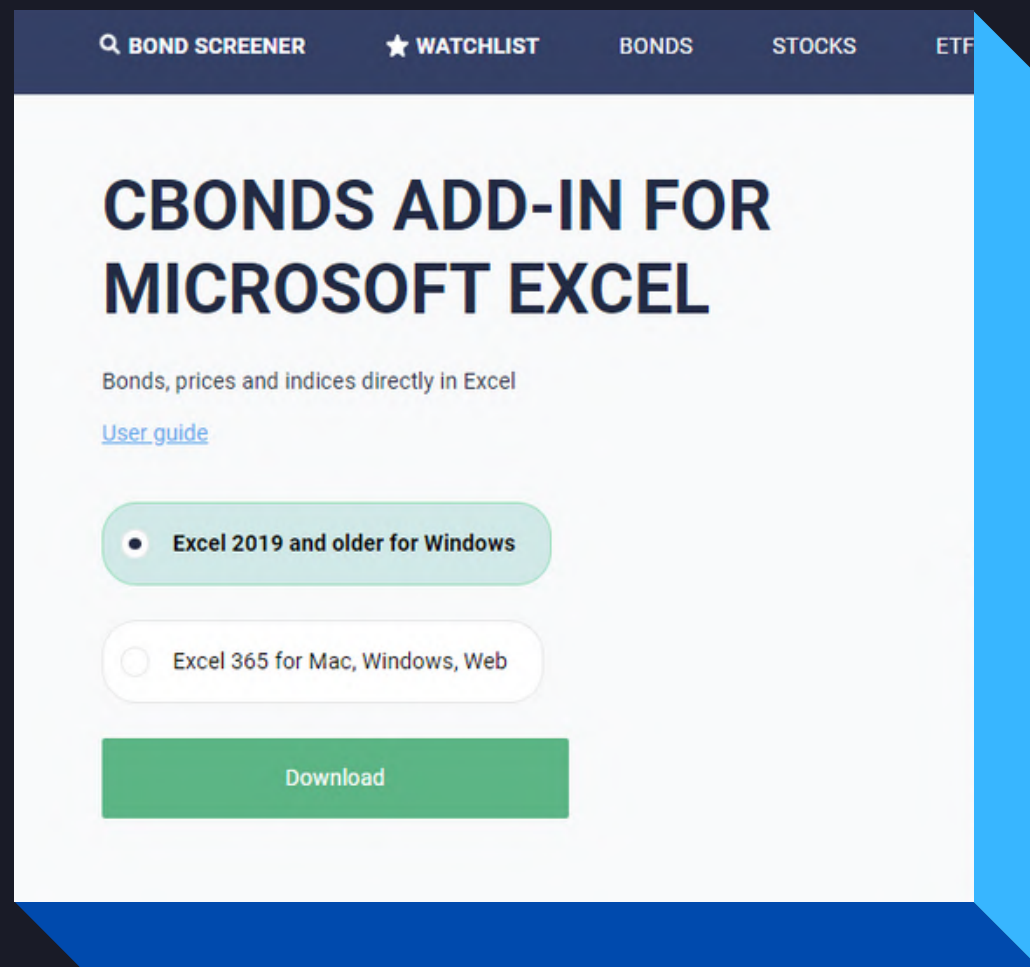 BOND SCREENER WATCHLIST BONDS STOCKS ETF
CBONDS ADD-IN FOR
MICROSOFT EXCEL
Bonds, prices and indices directly in Excel
User guide
Excel 2019 and older for Windows
Excel 365 for Mac, Windows, Web
Download